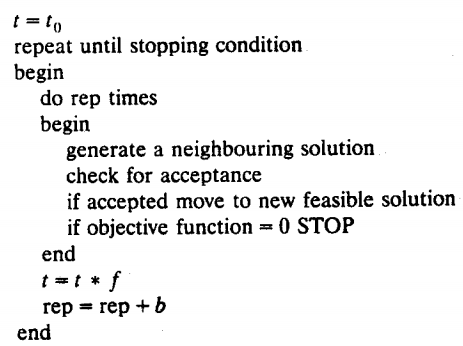 t = t₀
repeat until stopping condition
begin
do rep times
begin
generate a neighbouring solution
check for acceptance
if accepted move to new feasible solution
if objective function = 0 STOP
end
t = t * f
rep = rep + b
end